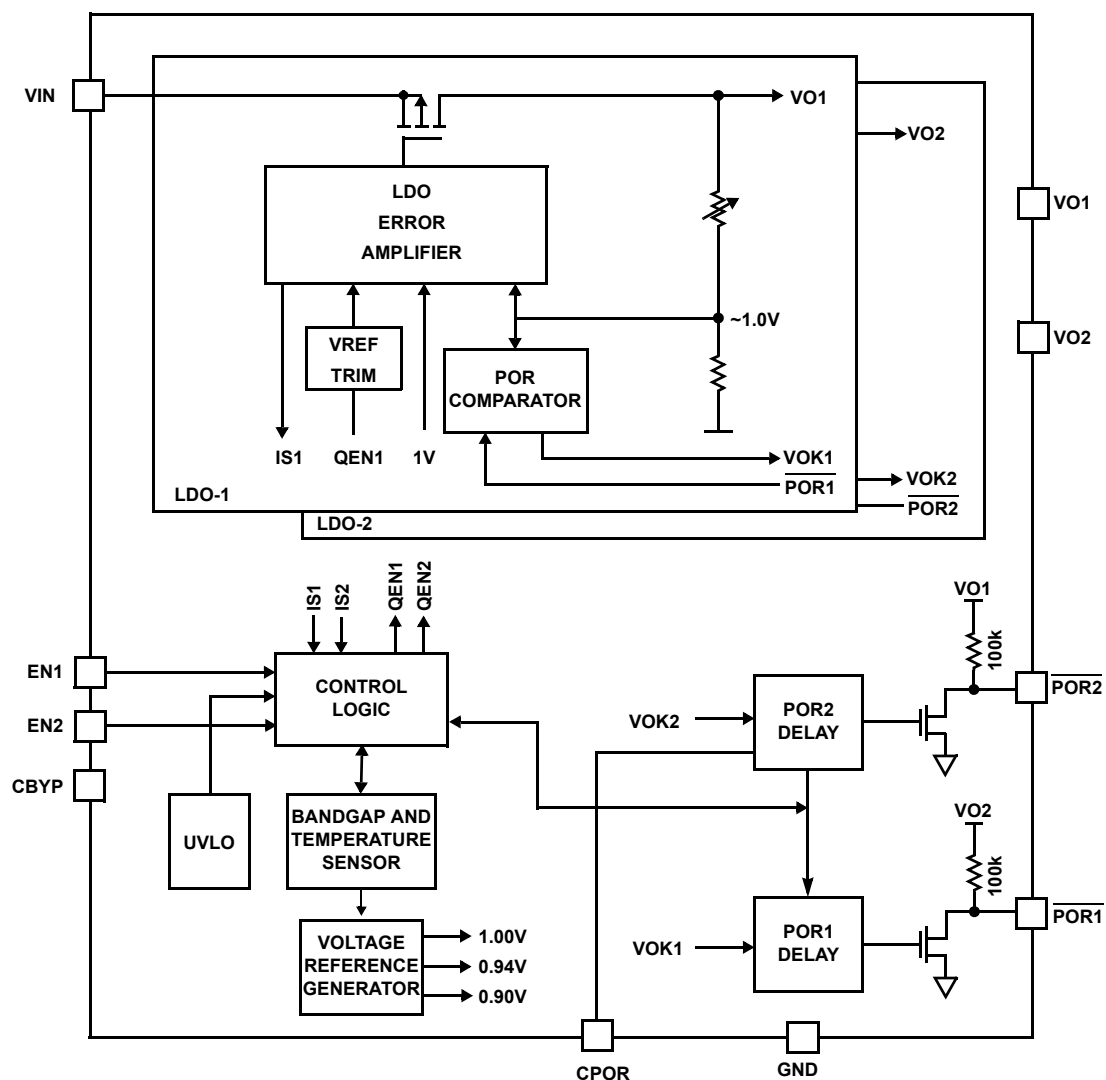 VIN
VO1
VO2
LDO
ERROR
AMPLIFIER
VO1
~1.0V
VO2
VREF
TRIM
POR
COMPARATOR
IS1
QEN1
1V
VOK1
POR1
VOK2
POR2
LDO-1
LDO-2
IS1
IS2
QEN1
QEN2
VO1
100k
EN1
CONTROL
LOGIC
POR2
EN2
VOK2
POR2
DELAY
CBYP
UVLO
BANDGAP AND
TEMPERATURE
SENSOR
VO2
100k
POR1
VOLTAGE
REFERENCE
GENERATOR
1.00V
0.94V
0.90V
VOK1
POR1
DELAY
CPOR
GND